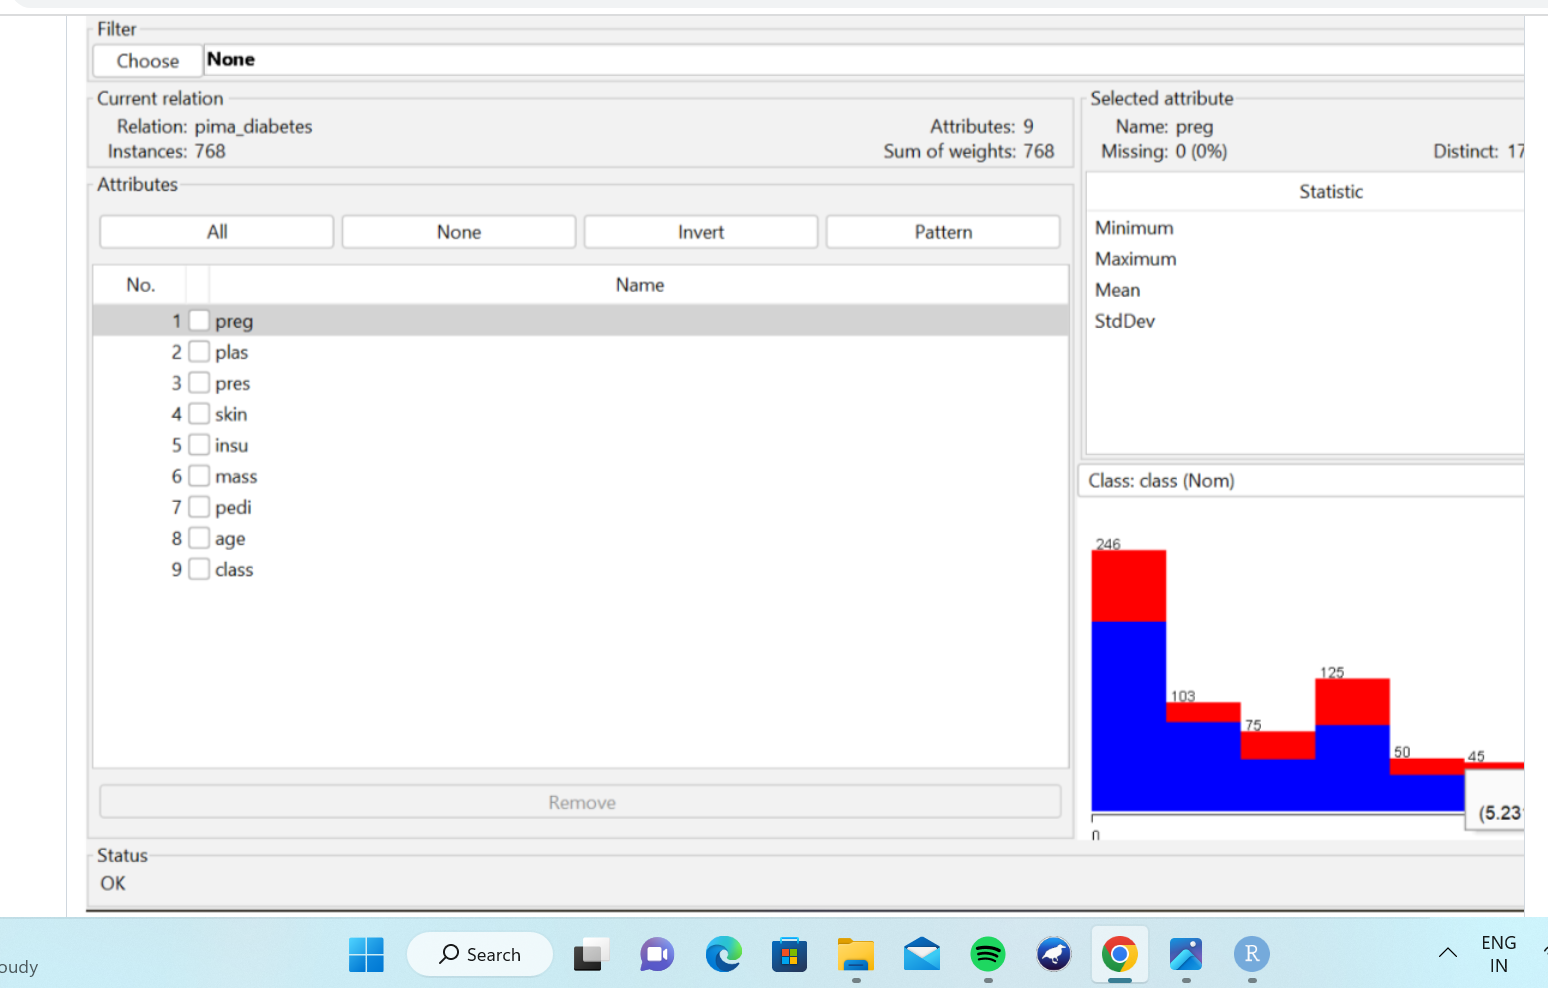 Filter
Choose None
Current relation
Relation: pima_diabetes Attributes: 9
Instances: 768 Sum of weights: 768
Attributes
All None Invert Pattern
No. Name
1 preg
2 plas
3 pres
4 skin
5 insu
6 mass
7 pedi
8 age
9 class
Remove
Selected attribute
Name: preg
Missing: 0 (0%) Distinct: 17
Statistic
Minimum
Maximum
Mean
StdDev
Class: class (Nom)
246
125
103
75
50
45
(5.23
0
Status
OK
oudy
Search
R
ENG
IN